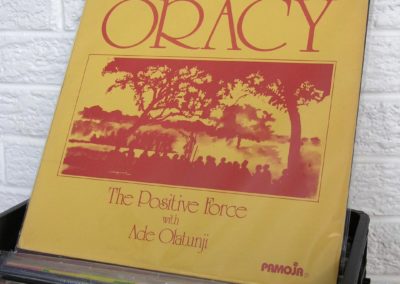 ORACY
The Positive Force
with
Ade Olatunji
PAMOJA